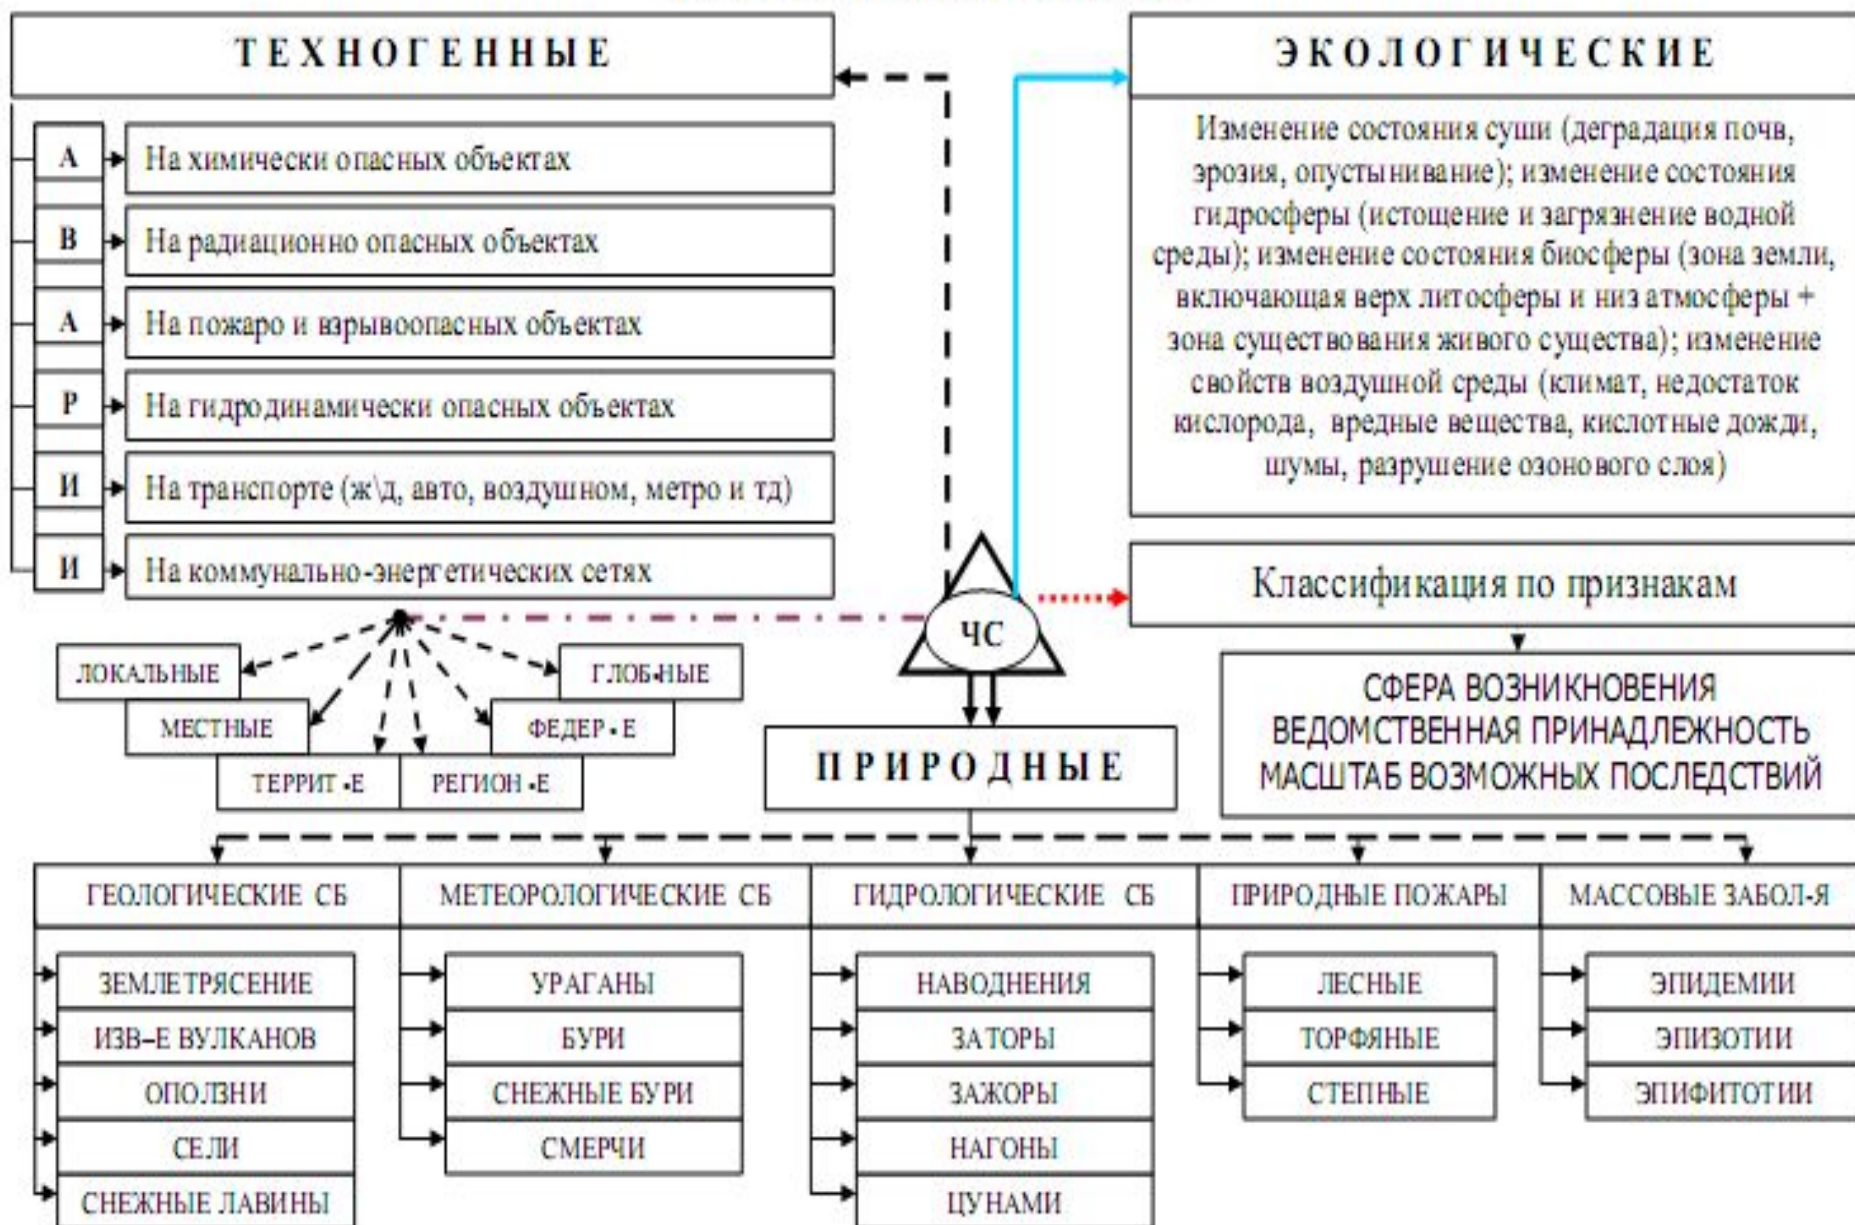 ТЕХНОГЕННЫЕ
А На химически опасных объектах
В На радиационно опасных объектах
А На пожаро и взрывоопасных объектах
Р На гидродинамически опасных объектах
И На транспорте (ж\д, авто, воздушном, метро и тд)
И На коммунально-энергетических сетях
ЭКОЛОГИЧЕСКИЕ
Изменение состояния суши (деградация почв,
эрозия, опустынивание); изменение состояния
гидросферы (истощение и загрязнение водной
среды); изменение состояния биосферы (зона земли,
включающая верх литосферы и низ атмосферы +
зона существования живого существа); изменение
свойств воздушной среды (климат, недостаток
кислорода, вредные вещества, кислотные дожди,
шумы, разрушение озонового слоя)
Классификация по признакам
СФЕРА ВОЗНИКНОВЕНИЯ
ВЕДОМСТВЕННАЯ ПРИНАДЛЕЖНОСТЬ
МАСШТАБ ВОЗМОЖНЫХ ПОСЛЕДСТВИЙ
ЧС
ЛОКАЛЬНЫЕ
МЕСТНЫЕ
ТЕРРИТ-Е
РЕГИОН-Е
ФЕДЕР-Е
ГЛОБ-НЫЕ
ПРИРОДНЫЕ
ГЕОЛОГИЧЕСКИЕ СБ
ЗЕМЛЕТРЯСЕНИЕ
ИЗВ–Е ВУЛКАНОВ
ОПОЛЗНИ
СЕЛИ
СНЕЖНЫЕ ЛАВИНЫ
МЕТЕОРОЛОГИЧЕСКИЕ СБ
УРАГАНЫ
БУРИ
СНЕЖНЫЕ БУРИ
СМЕРЧИ
ГИДРОЛОГИЧЕСКИЕ СБ
НАВОДНЕНИЯ
ЗАТОРЫ
ЗАЖОРЫ
НАГОНЫ
ЦУНАМИ
ПРИРОДНЫЕ ПОЖАРЫ
ЛЕСНЫЕ
ТОРФЯНЫЕ
СТЕПНЫЕ
МАССОВЫЕ ЗАБОЛ-Я
ЭПИДЕМИИ
ЭПИЗОТИИ
ЭПИФИТОТИИ